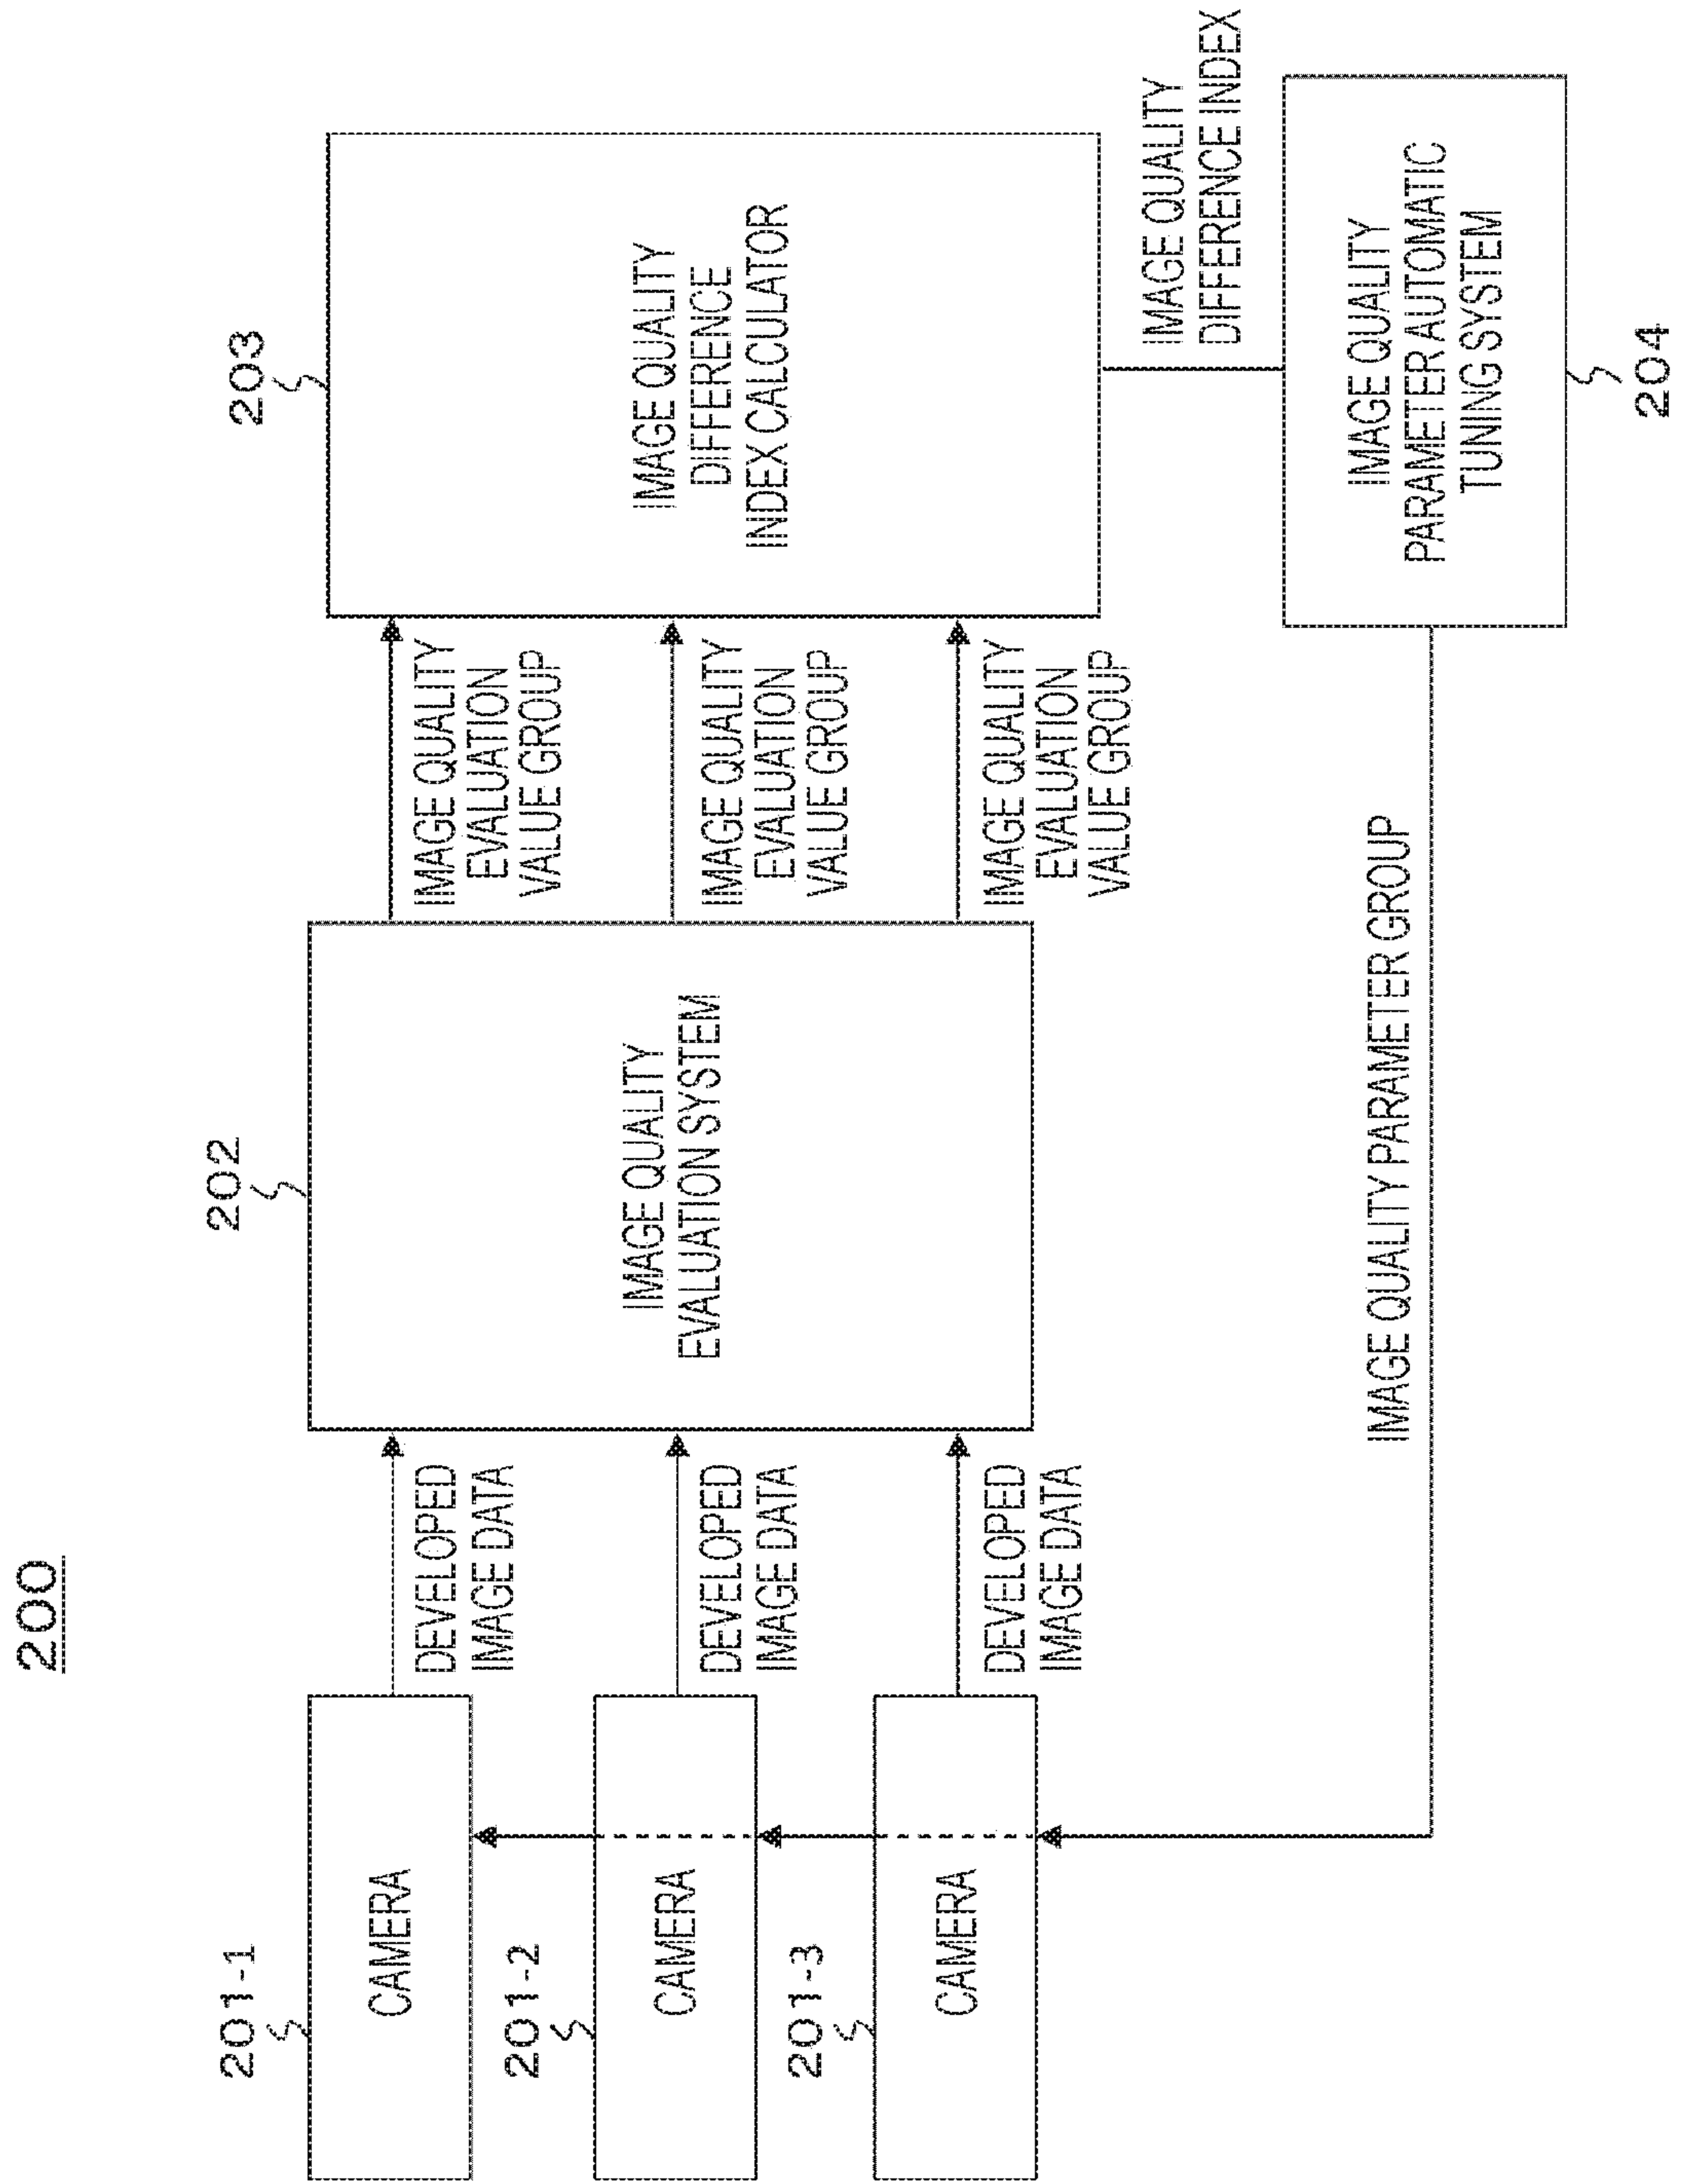 200
201-1
CAMERA
201-2
CAMERA
201-3
CAMERA
DEVELOPED
IMAGE DATA
DEVELOPED
IMAGE DATA
DEVELOPED
IMAGE DATA
202
IMAGE QUALITY
EVALUATION SYSTEM
IMAGE QUALITY
EVALUATION
VALUE GROUP
IMAGE QUALITY
EVALUATION
VALUE GROUP
IMAGE QUALITY
EVALUATION
VALUE GROUP
203
IMAGE QUALITY
DIFFERENCE
INDEX CALCULATOR
IMAGE QUALITY
DIFFERENCE INDEX
IMAGE QUALITY
PARAMETER AUTOMATIC
TUNING SYSTEM
204
IMAGE QUALITY PARAMETER GROUP